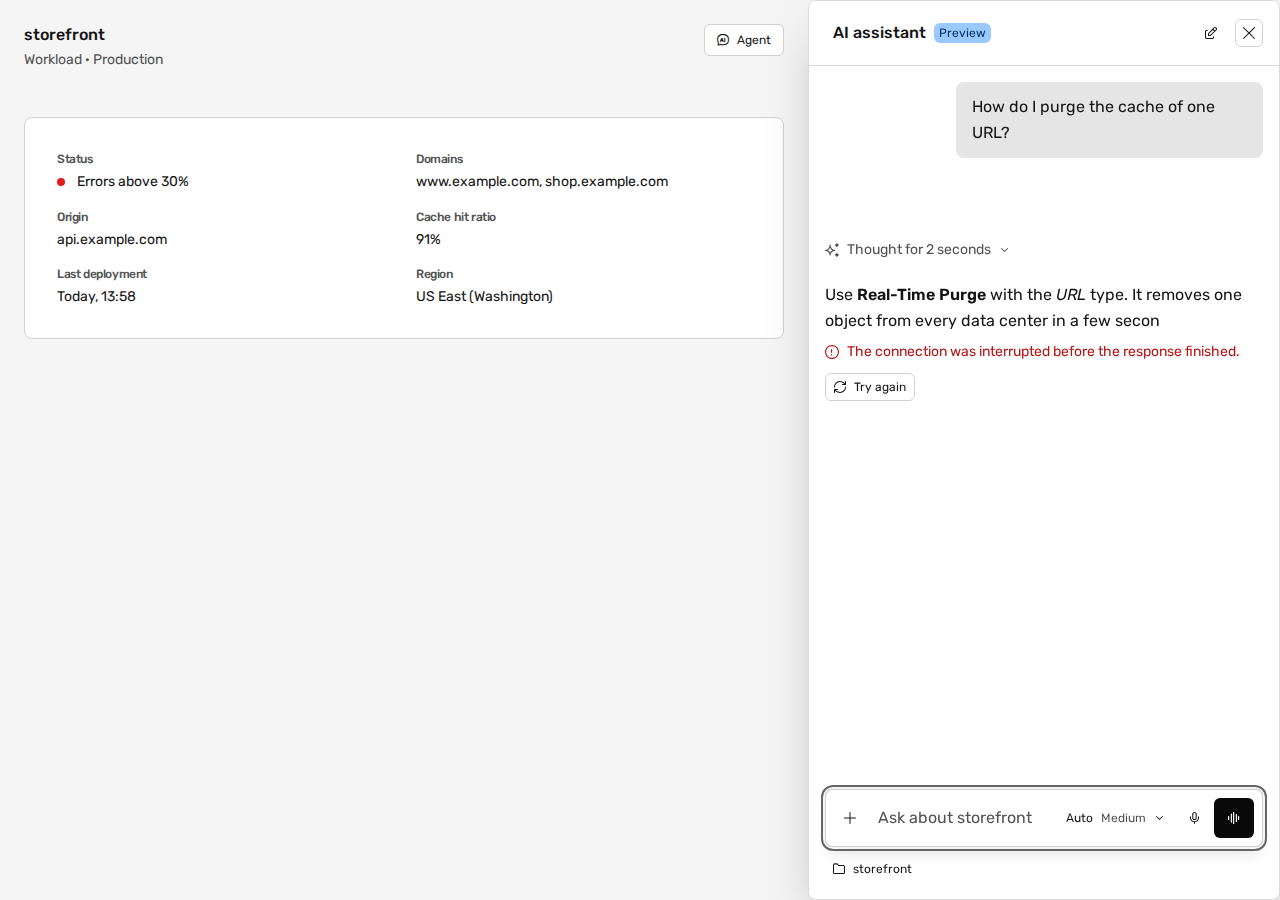 storefront
Workload • Production
Agent
Status
Errors above 30%
Domains
www.example.com, shop.example.com
Origin
api.example.com
Cache hit ratio
91%
Last deployment
Today, 13:58
Region
US East (Washington)
AI assistant
Preview
How do I purge the cache of one
URL?
Thought for 2 seconds
Use Real-Time Purge with the URL type. It removes one
object from every data center in a few secon
The connection was interrupted before the response finished.
Try again
Ask about storefront
Auto Medium
storefront